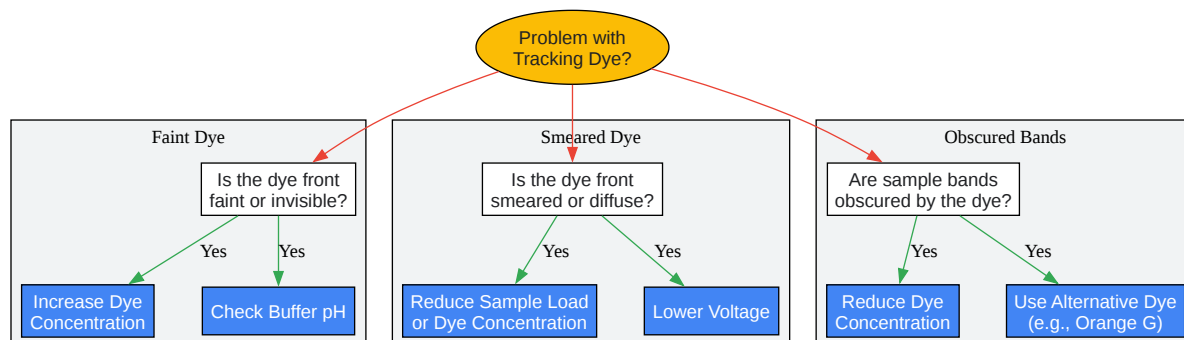 Problem with
Tracking Dye?
Faint Dye
Is the dye front
faint or invisible?
Yes
Yes
Increase Dye
Concentration
Check Buffer pH
Smeared Dye
Is the dye front
smeared or diffuse?
Yes
Yes
Reduce Sample Load
or Dye Concentration
Lower Voltage
Obscured Bands
Are sample bands
obscured by the dye?
Yes
Yes
Reduce Dye
Concentration
Use Alternative Dye
(e.g., Orange G)